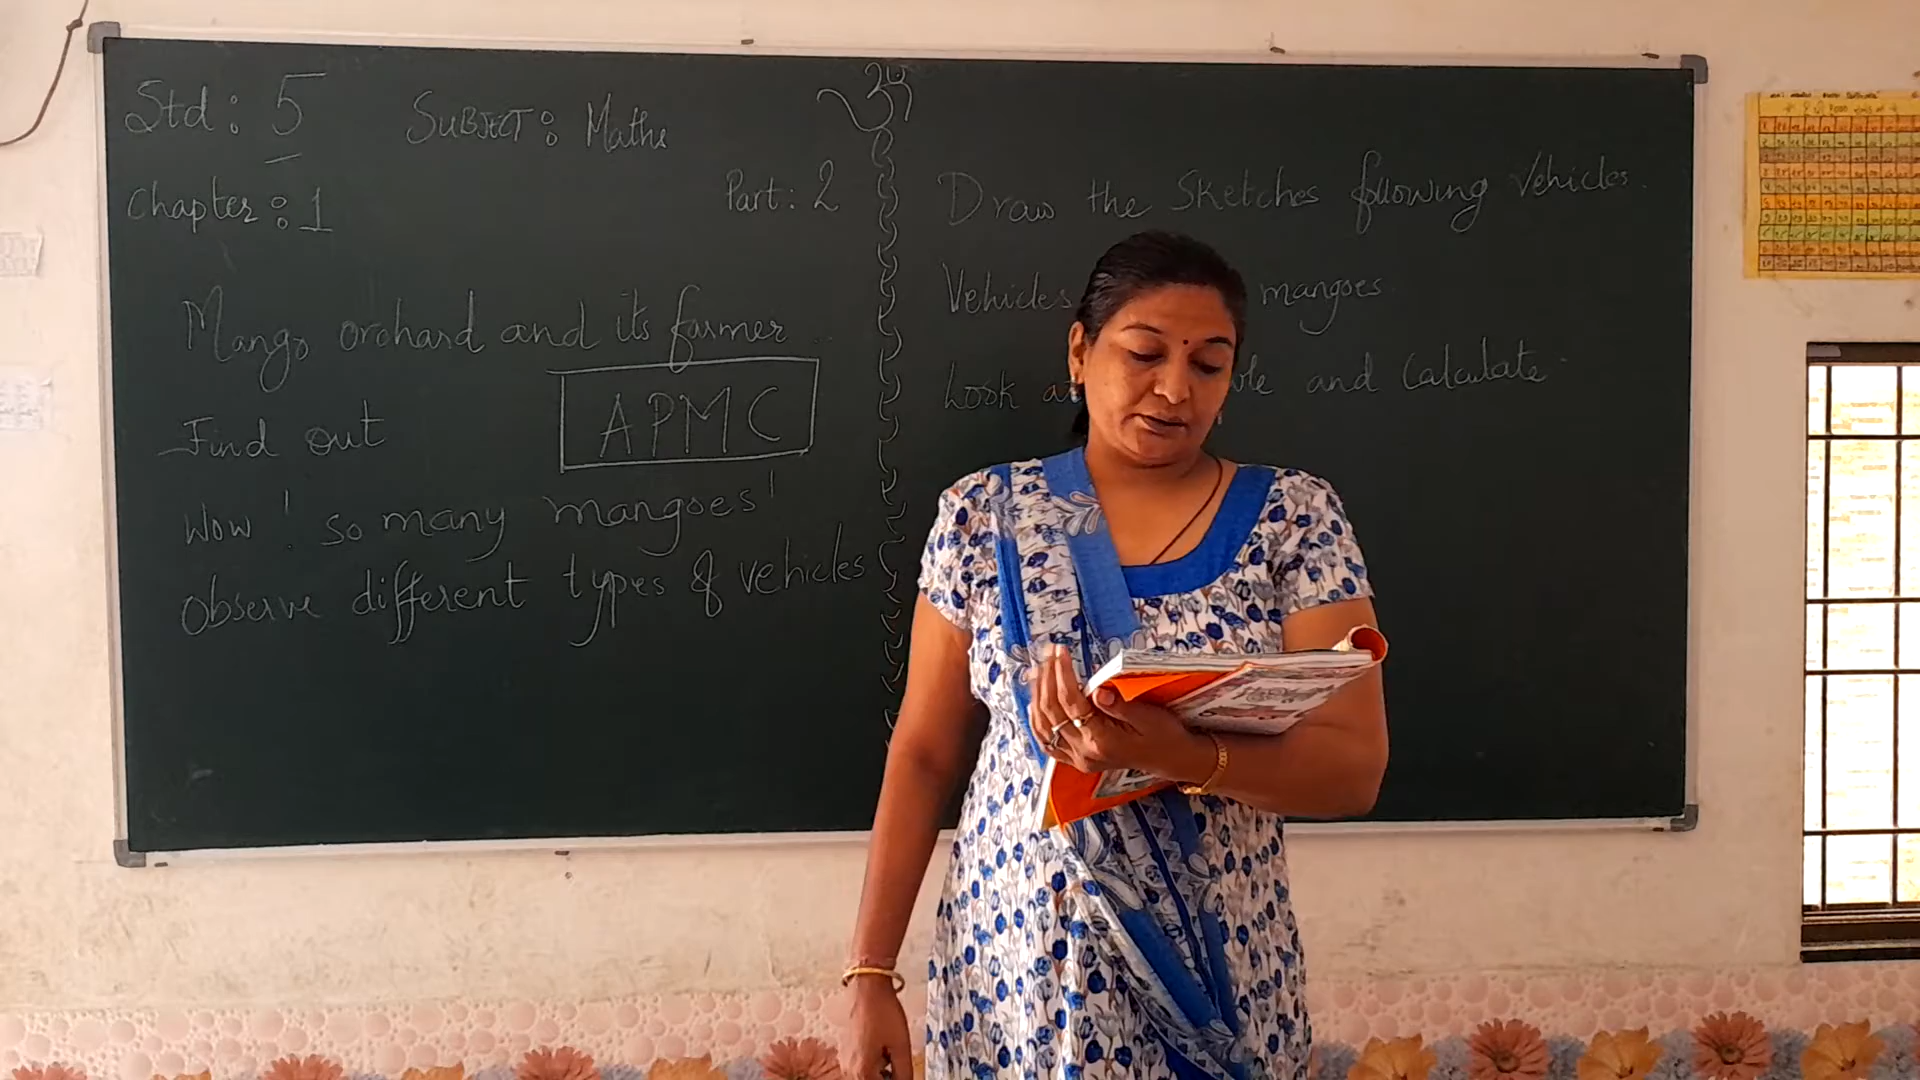 Std: 5 SUBJECT: Maths
Chapter: 1 Part: 2
Mango orchard and its farmer ..
Find out
APMC
Wow! so many mangoes!
Observe different types of vehicles
Draw the Sketches following vehicles.
Vehicles mangoes.
Look and Calculate.